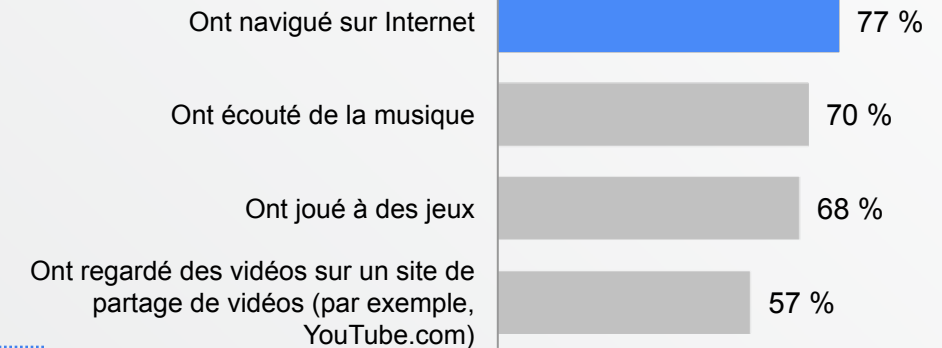 Ont navigué sur Internet
77 %
Ont écouté de la musique
70 %
Ont joué à des jeux
68 %
Ont regardé des vidéos sur un site de
partage de vidéos (par exemple,
YouTube.com)
57 %